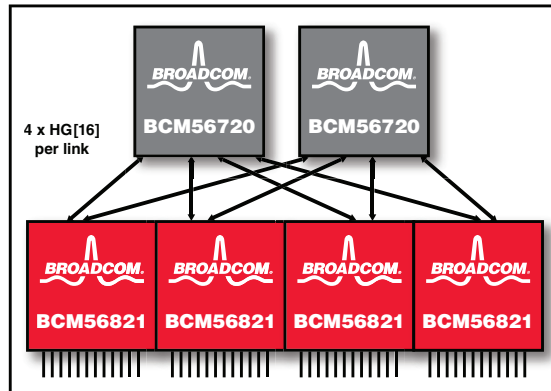 BROADCOM.
BCM56720
BROADCOM.
BCM56720
4 x HG[16]
per link
BROADCOM.
BCM56821
BROADCOM.
BCM56821
BROADCOM.
BCM56821
BROADCOM.
BCM56821